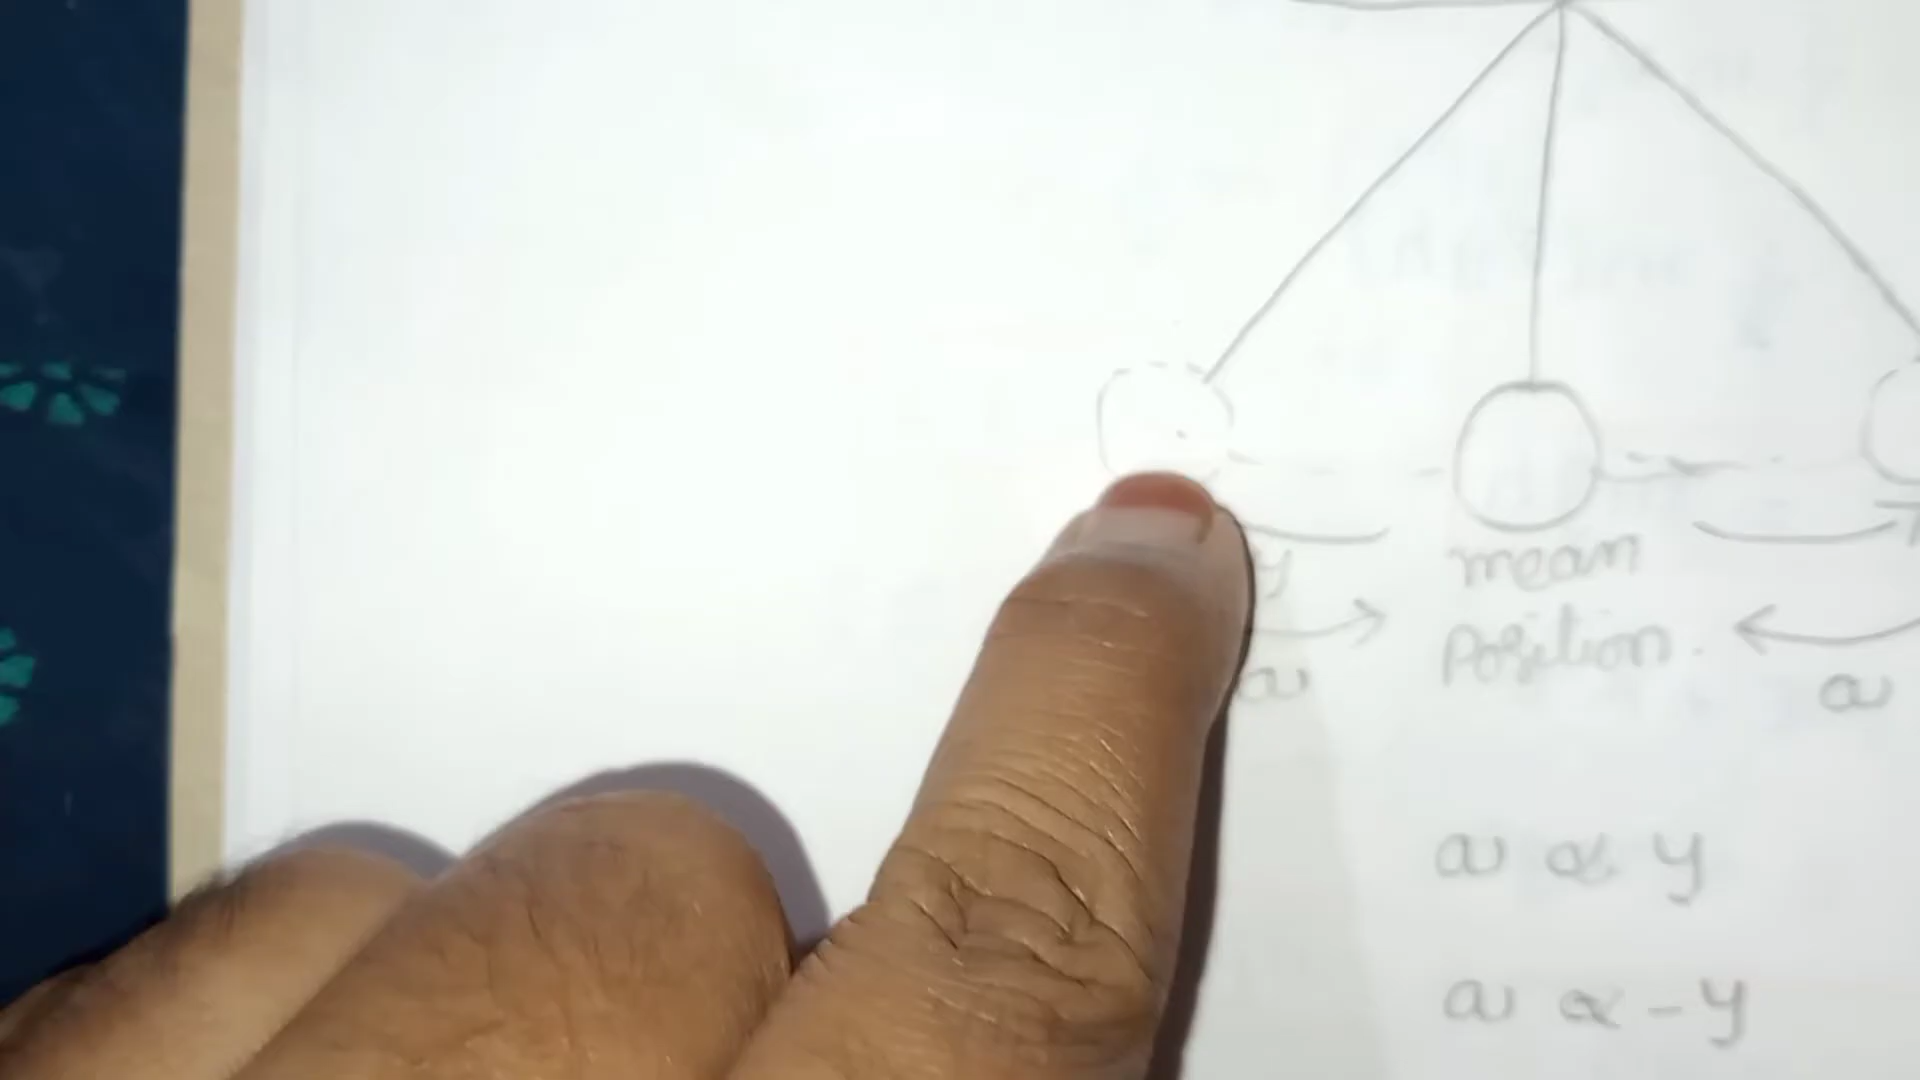 y
mean
position.
a
a
a ∝ y
a ∝ - y